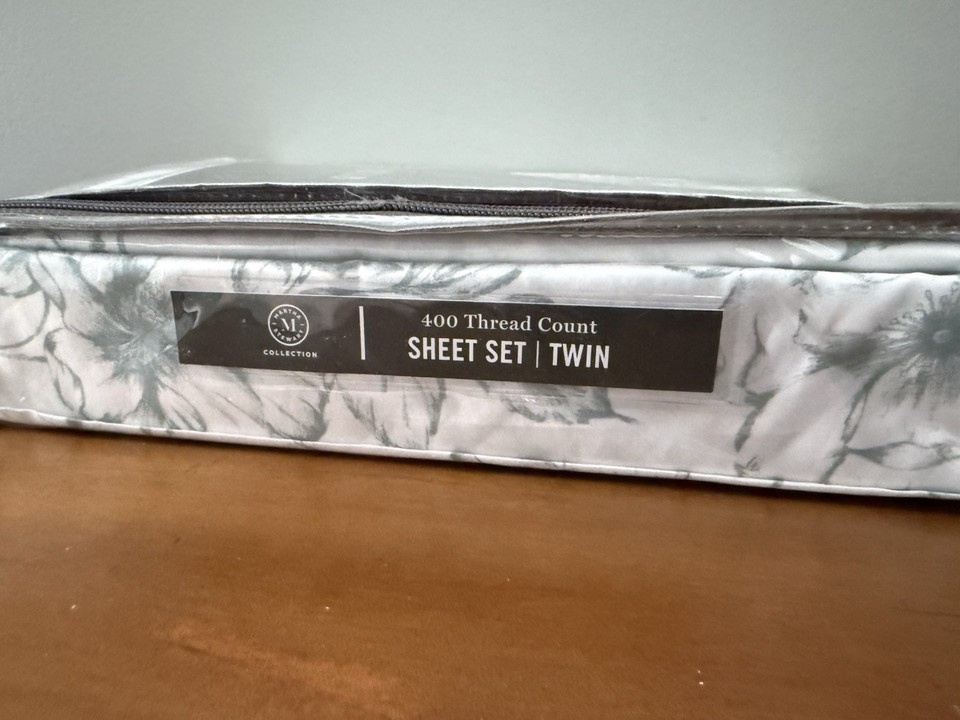 MARTHA
M
STEWART
COLLECTION
400 Thread Count
SHEET SET | TWIN